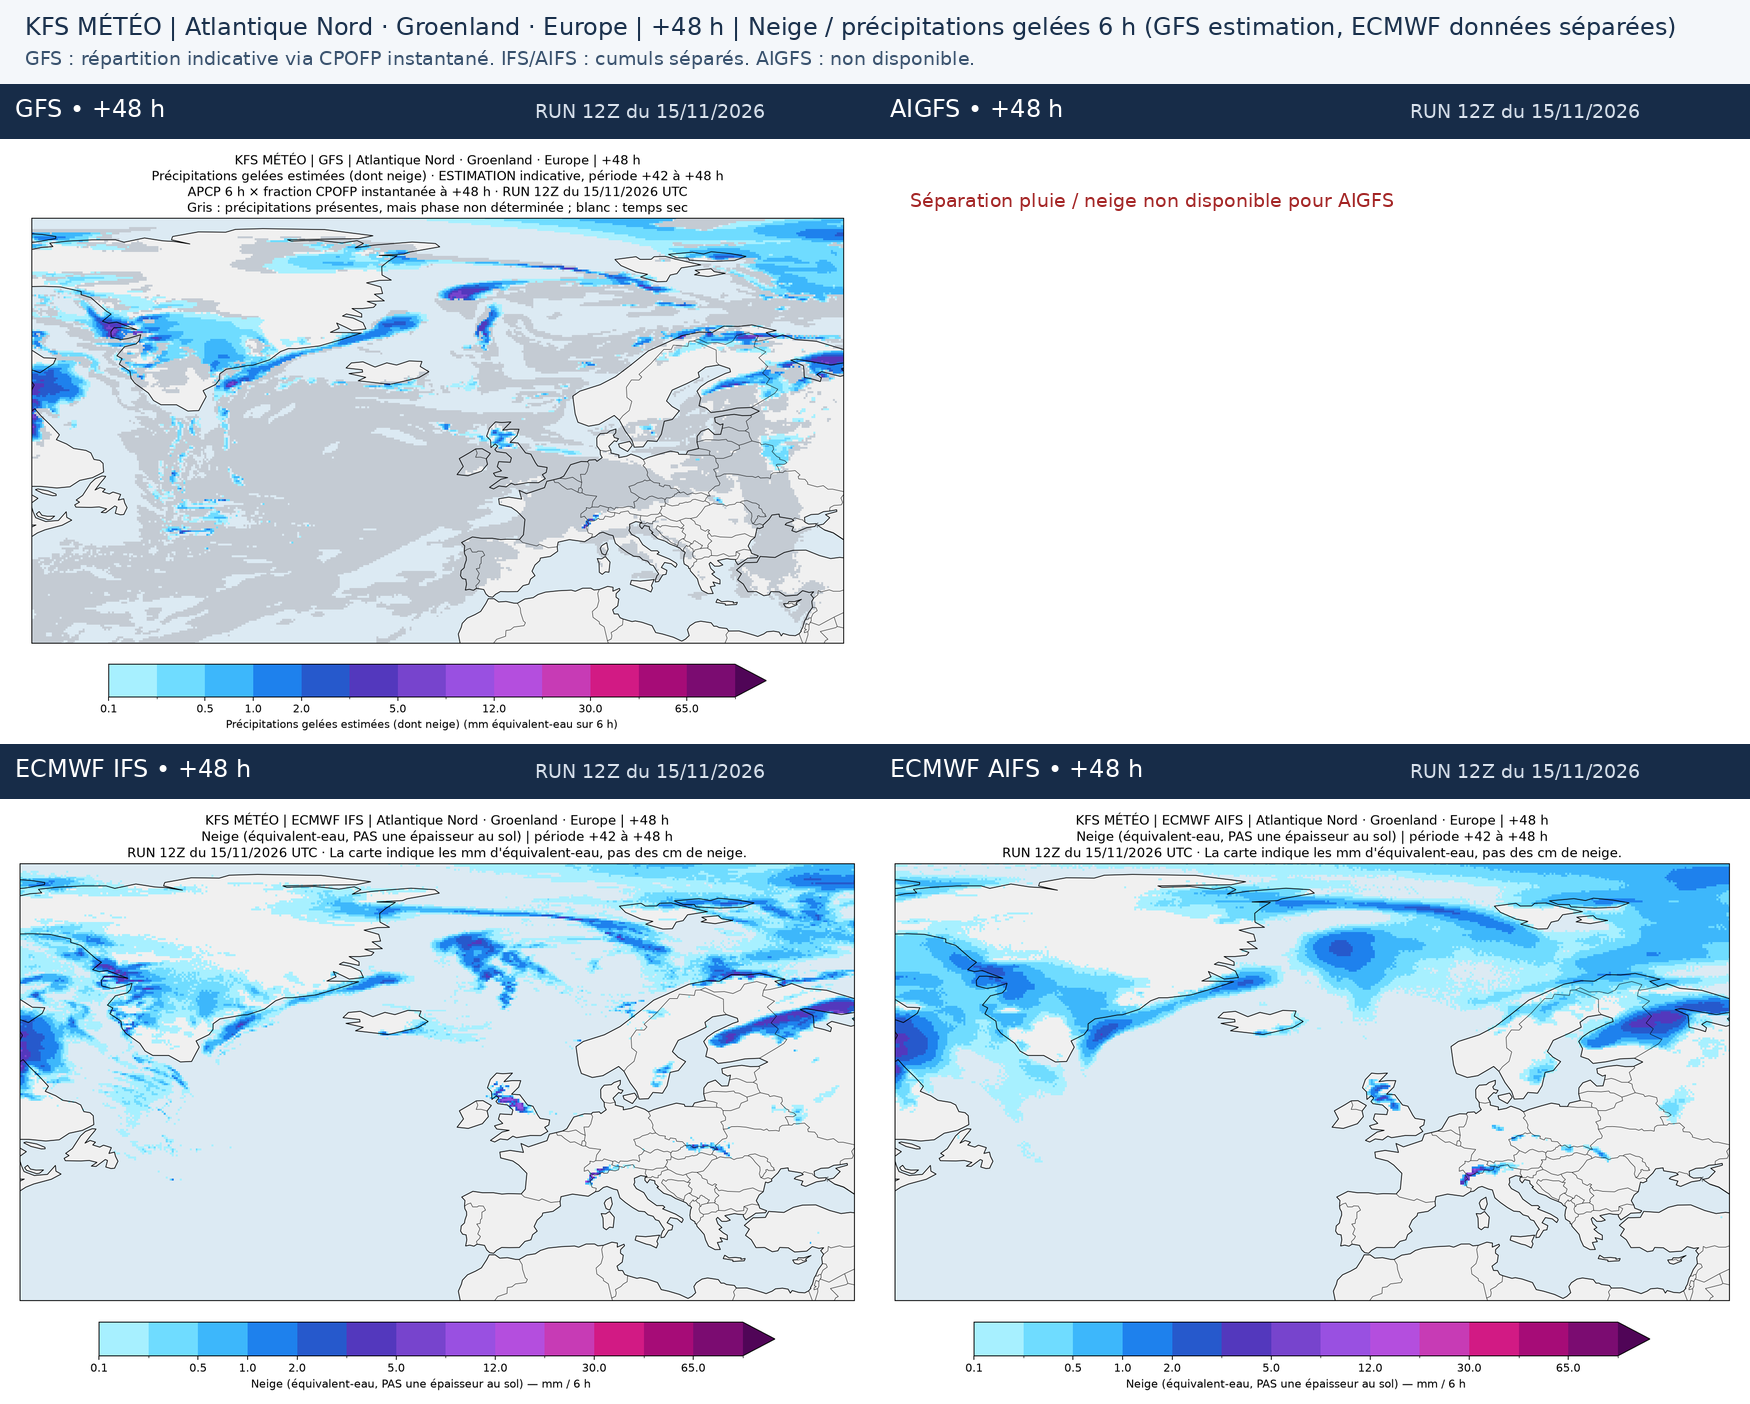 KFS MÉTÉO | Atlantique Nord · Groenland · Europe | +48 h | Neige / précipitations gelées 6 h (GFS estimation, ECMWF données séparées)
GFS : répartition indicative via CPOFP instantané. IFS/AIFS : cumuls séparés. AIGFS : non disponible.
GFS • +48 h
RUN 12Z du 15/11/2026
AIGFS • +48 h
RUN 12Z du 15/11/2026
KFS MÉTÉO | GFS | Atlantique Nord · Groenland · Europe | +48 h
Précipitations gelées estimées (dont neige) · ESTIMATION indicative, période +42 à +48 h
APCP 6 h × fraction CPOFP instantanée à +48 h · RUN 12Z du 15/11/2026 UTC
Gris : précipitations présentes, mais phase non déterminée ; blanc : temps sec
Séparation pluie / neige non disponible pour AIGFS
0.1 0.5 1.0 2.0 5.0 12.0 30.0 65.0
Précipitations gelées estimées (dont neige) (mm équivalent-eau sur 6 h)
ECMWF IFS • +48 h
RUN 12Z du 15/11/2026
ECMWF AIFS • +48 h
RUN 12Z du 15/11/2026
KFS MÉTÉO | ECMWF IFS | Atlantique Nord · Groenland · Europe | +48 h
Neige (équivalent-eau, PAS une épaisseur au sol) | période +42 à +48 h
RUN 12Z du 15/11/2026 UTC · La carte indique les mm d'équivalent-eau, pas des cm de neige.
KFS MÉTÉO | ECMWF AIFS | Atlantique Nord · Groenland · Europe | +48 h
Neige (équivalent-eau, PAS une épaisseur au sol) | période +42 à +48 h
RUN 12Z du 15/11/2026 UTC · La carte indique les mm d'équivalent-eau, pas des cm de neige.
0.1 0.5 1.0 2.0 5.0 12.0 30.0 65.0
Neige (équivalent-eau, PAS une épaisseur au sol) — mm / 6 h
0.1 0.5 1.0 2.0 5.0 12.0 30.0 65.0
Neige (équivalent-eau, PAS une épaisseur au sol) — mm / 6 h